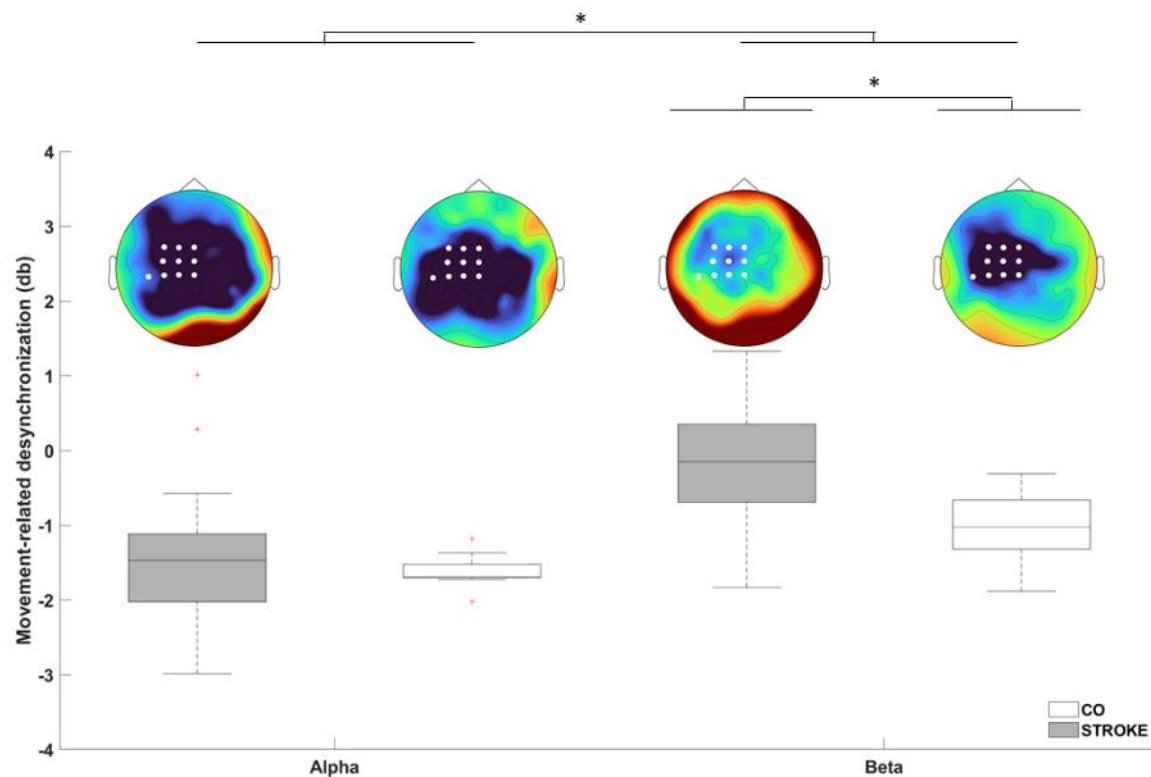 *
*
4
3
2
1
0
-1
-2
-3
-4
Movement-related desynchronization (db)
Alpha
Beta
CO
STROKE